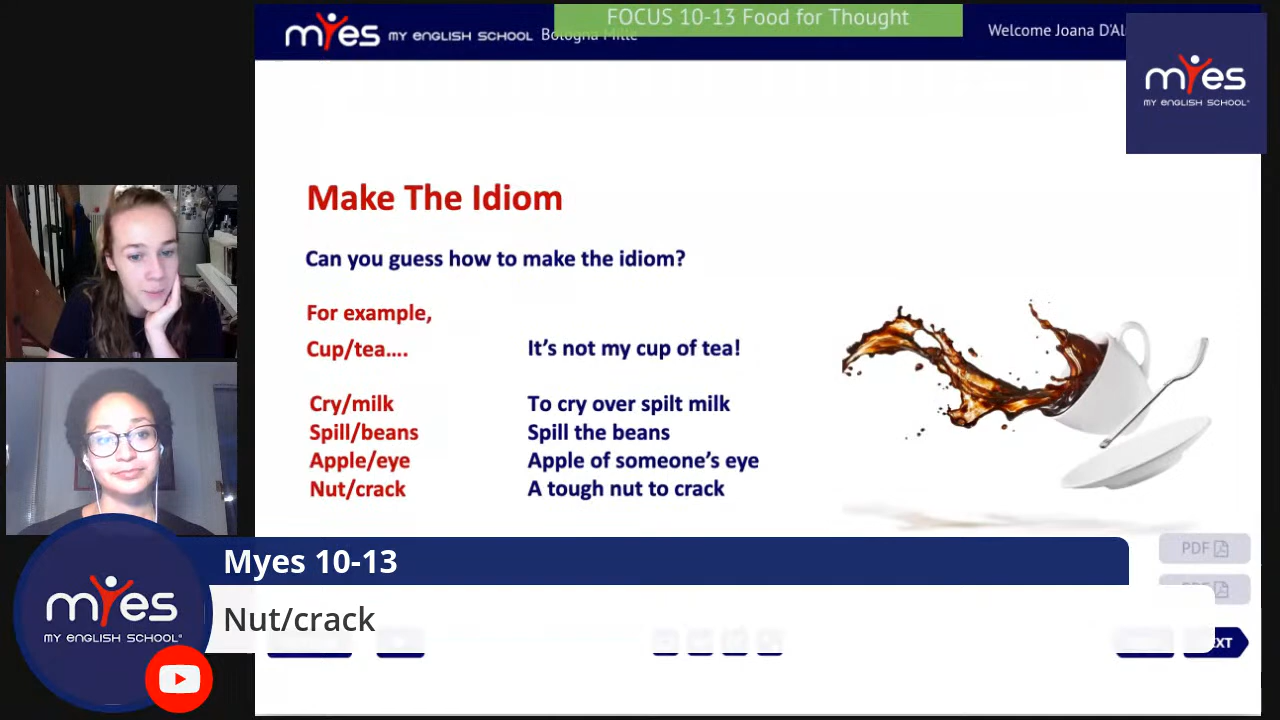 FOCUS 10-13 Food for Thought
myes MY ENGLISH SCHOOL Bologna Mille
Welcome Joana D'Al
myes
MY ENGLISH SCHOOL
Make The Idiom
Can you guess how to make the idiom?
For example,
Cup/tea.... It's not my cup of tea!
Cry/milk To cry over spilt milk
Spill/beans Spill the beans
Apple/eye Apple of someone's eye
Nut/crack A tough nut to crack
PDF
Myes 10-13
Nut/crack
myes
MY ENGLISH SCHOOL